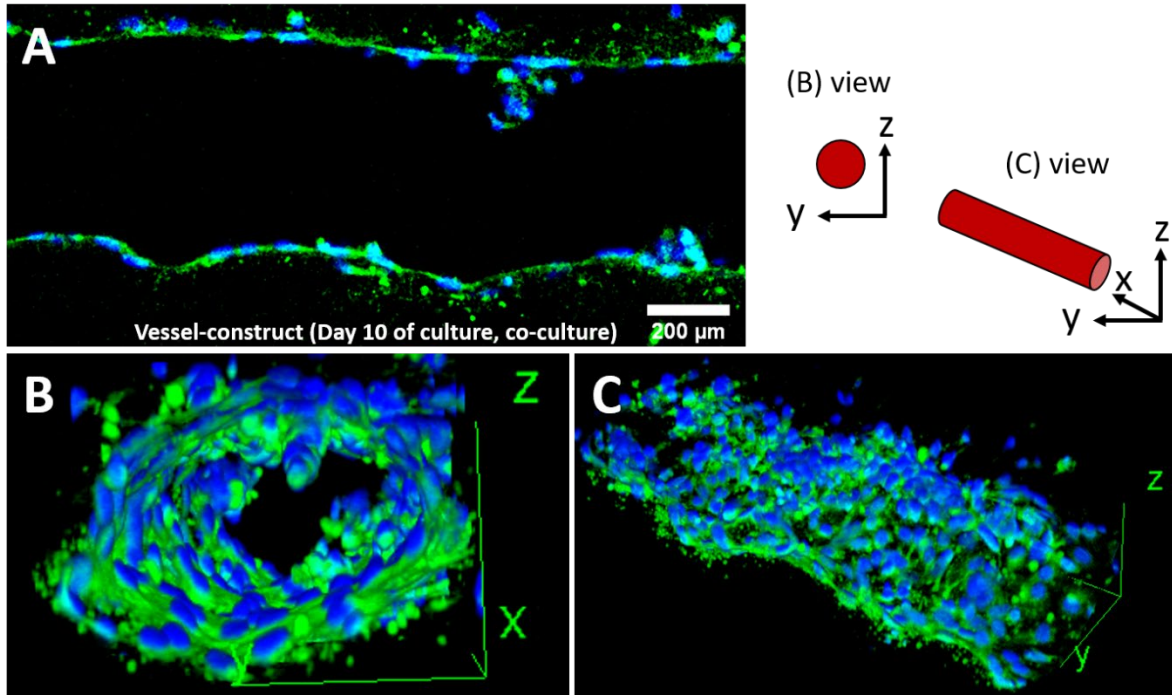 A
Vessel-construct (Day 10 of culture, co-culture)
200 µm
(B) view
z
y
(C) view
z
x
y
B
Z
X
y
C
z
y